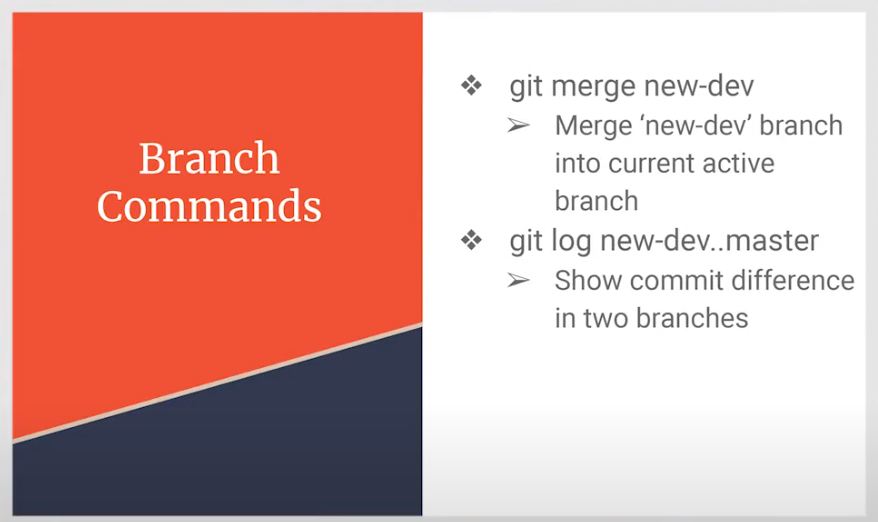 Branch
Commands
❖ git merge new-dev
➢ Merge ‘new-dev’ branch
into current active
branch
❖ git log new-dev..master
➢ Show commit difference
in two branches